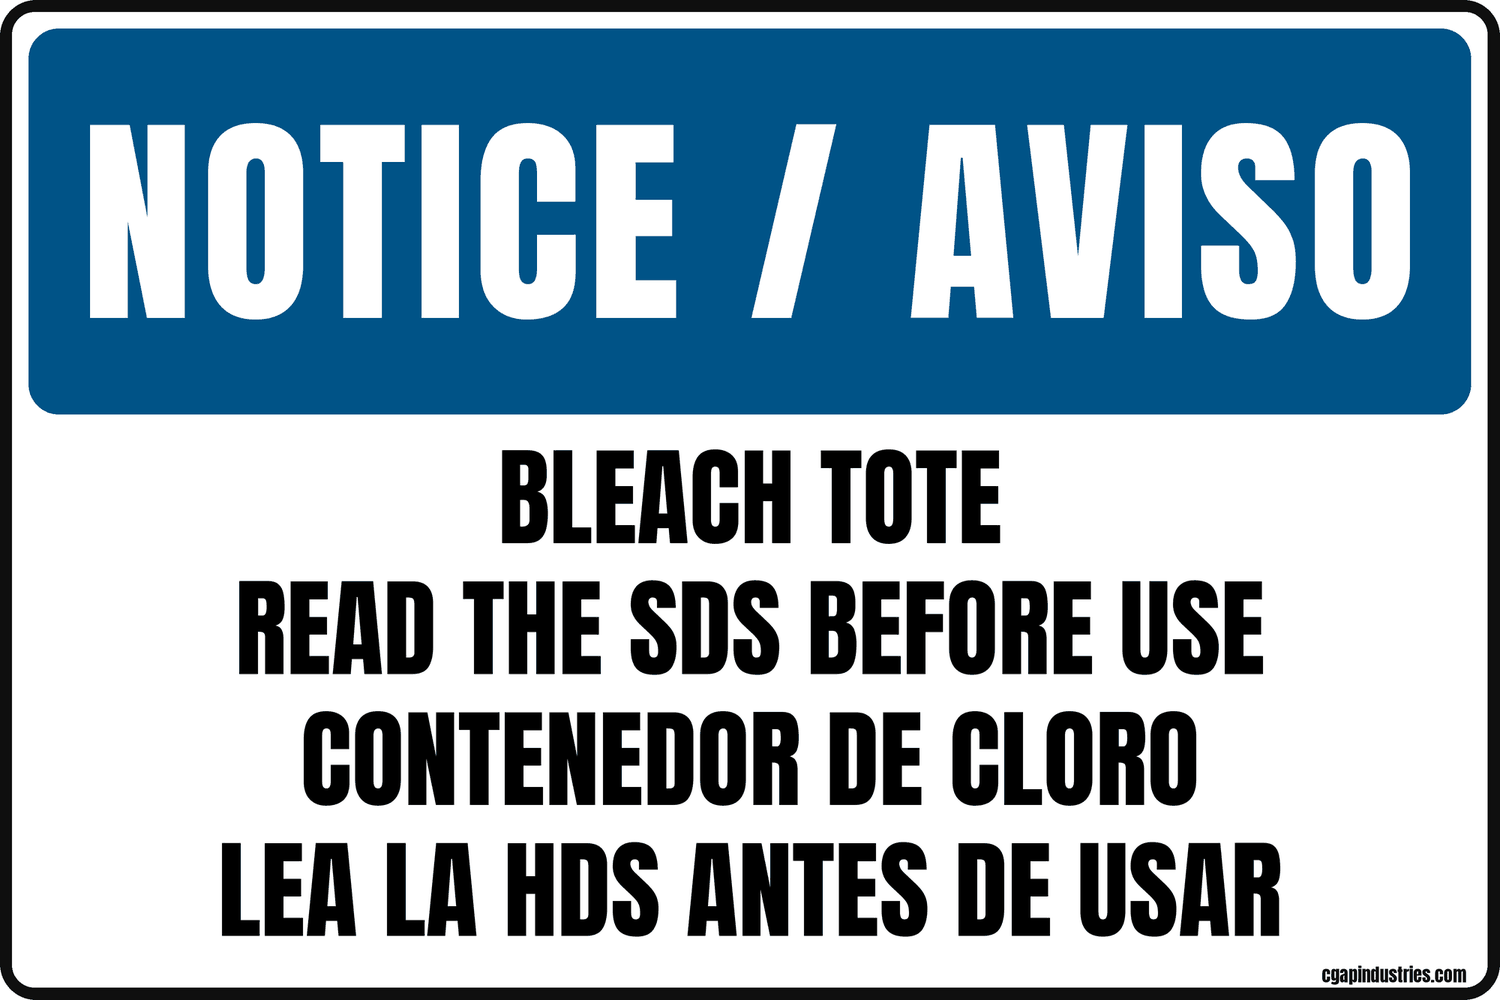 NOTICE / AVISO
BLEACH TOTE
READ THE SDS BEFORE USE
CONTENEDOR DE CLORO
LEA LA HDS ANTES DE USAR
cgapindustries.com